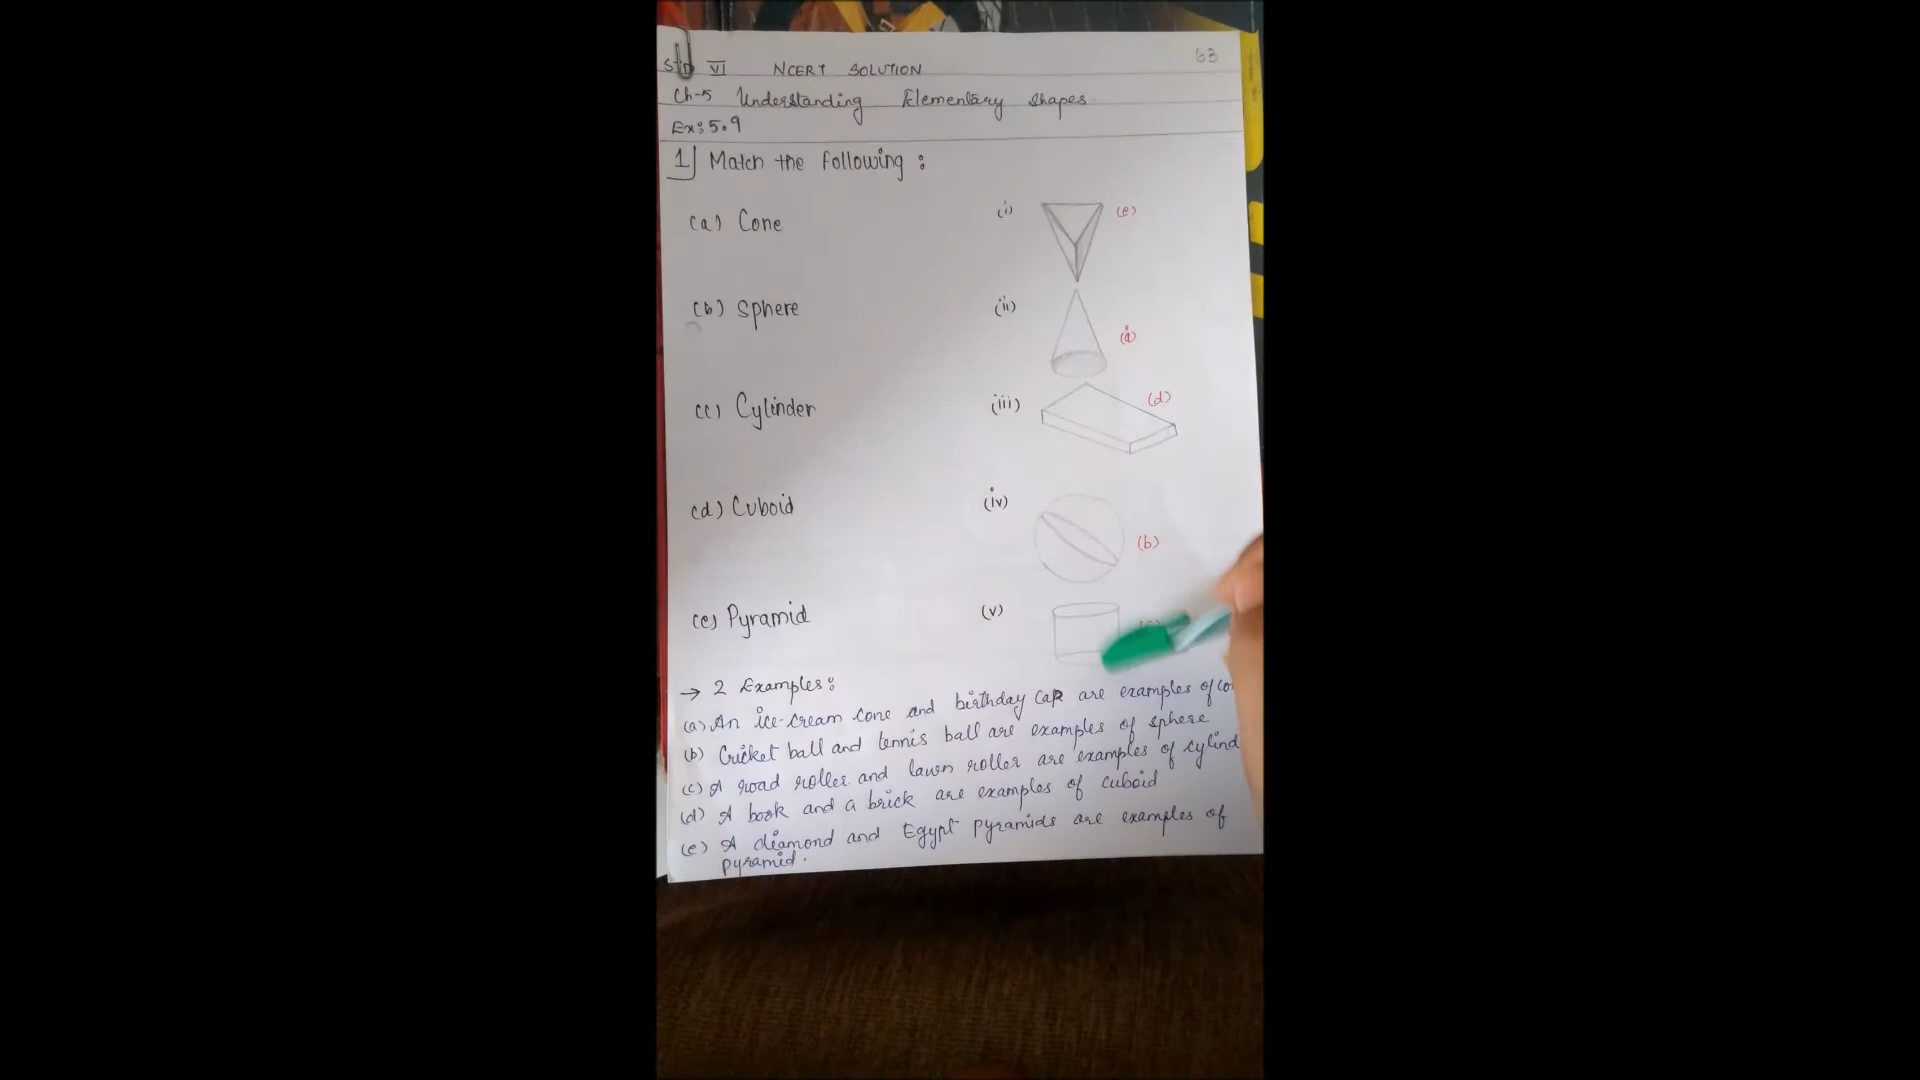 Std VI NCERT SOLUTION 63
Ch-5 Understanding Elementary Shapes.
Ex: 5.9
1] Match the following:
(a) Cone (i) (e)
(b) Sphere (ii) (a)
(c) Cylinder (iii) (d)
(d) Cuboid (iv) (b)
(e) Pyramid (v)
→ 2 Examples:
(a) An ice-cream cone and birthday cap are examples of
(b) Cricket ball and tennis ball are examples of sphere
(c) A road roller and lawn roller are examples of cylind
(d) A book and a brick are examples of cuboid
(e) A diamond and Egypt pyramids are examples of
pyramid.